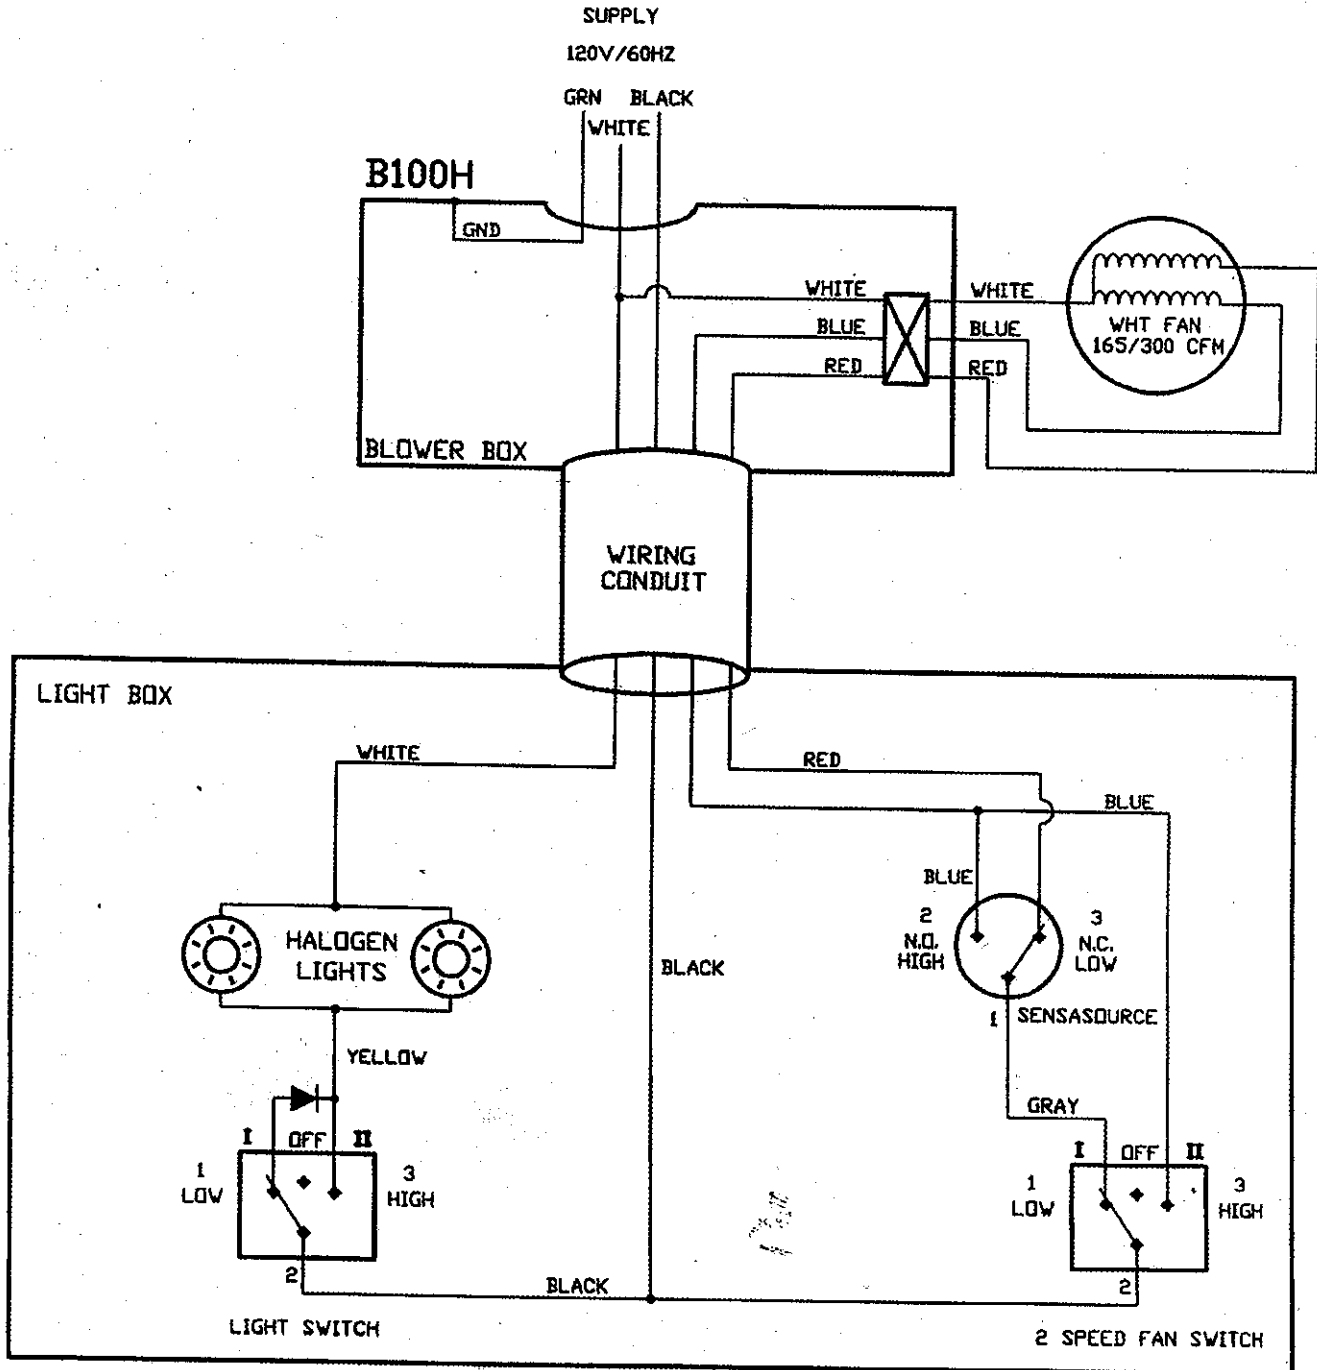 SUPPLY
120V/60HZ
GRN BLACK
WHITE
B100H
GND
WHITE WHITE
BLUE BLUE
RED RED
WHT FAN
165/300 CFM
BLOWER BOX
WIRING
CONDUIT
LIGHT BOX
WHITE
RED
BLUE
BLUE
2
N.O.
HIGH
3
N.C.
LOW
HALOGEN
LIGHTS
BLACK
1 SENSASOURCE
YELLOW
GRAY
I OFF II
1
LOW
3
HIGH
2
I OFF II
1
LOW
3
HIGH
2
BLACK
LIGHT SWITCH
2 SPEED FAN SWITCH